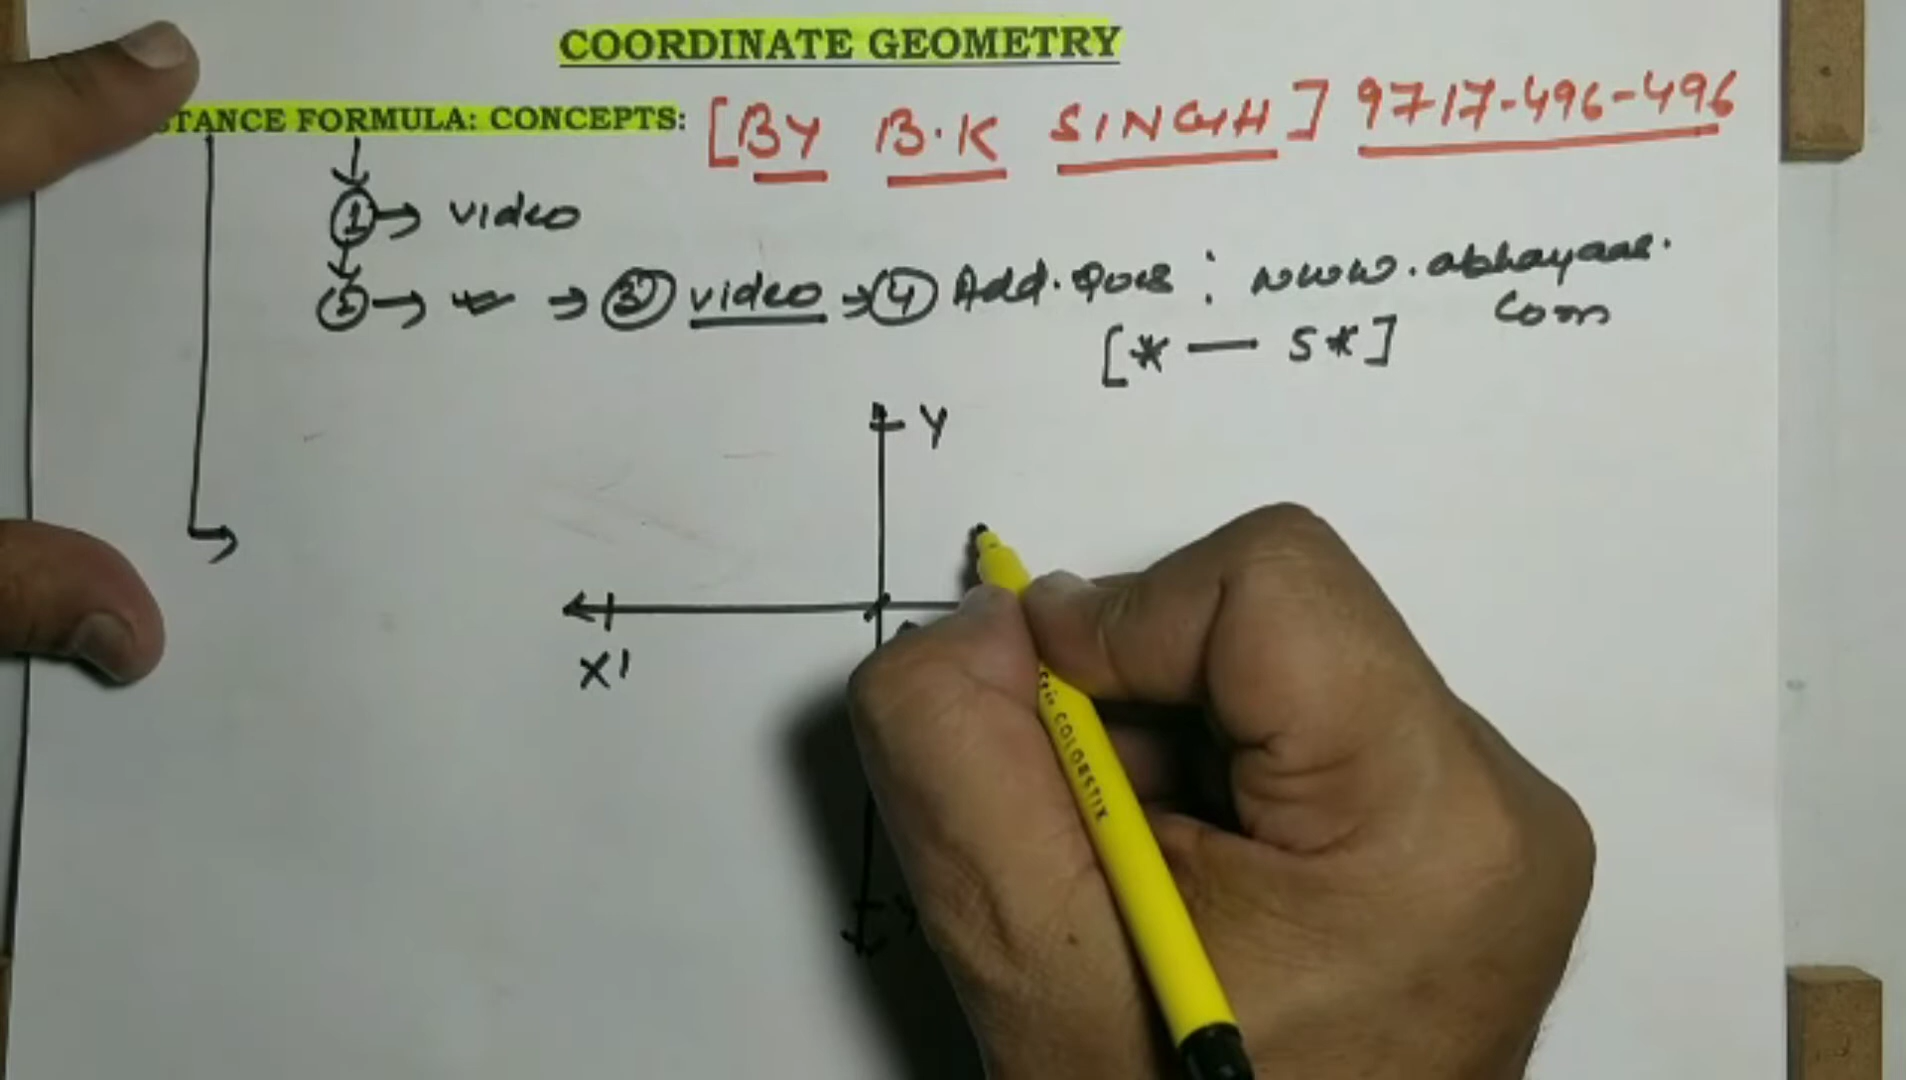 COORDINATE GEOMETRY
STANCE FORMULA: CONCEPTS: [BY B.K SINGH] 9717-496-496
1 → video
→ 3 video → 4 Add. Ques : www.abhayaas.
com
[* — S*]
Y
X'
COLORSTIX